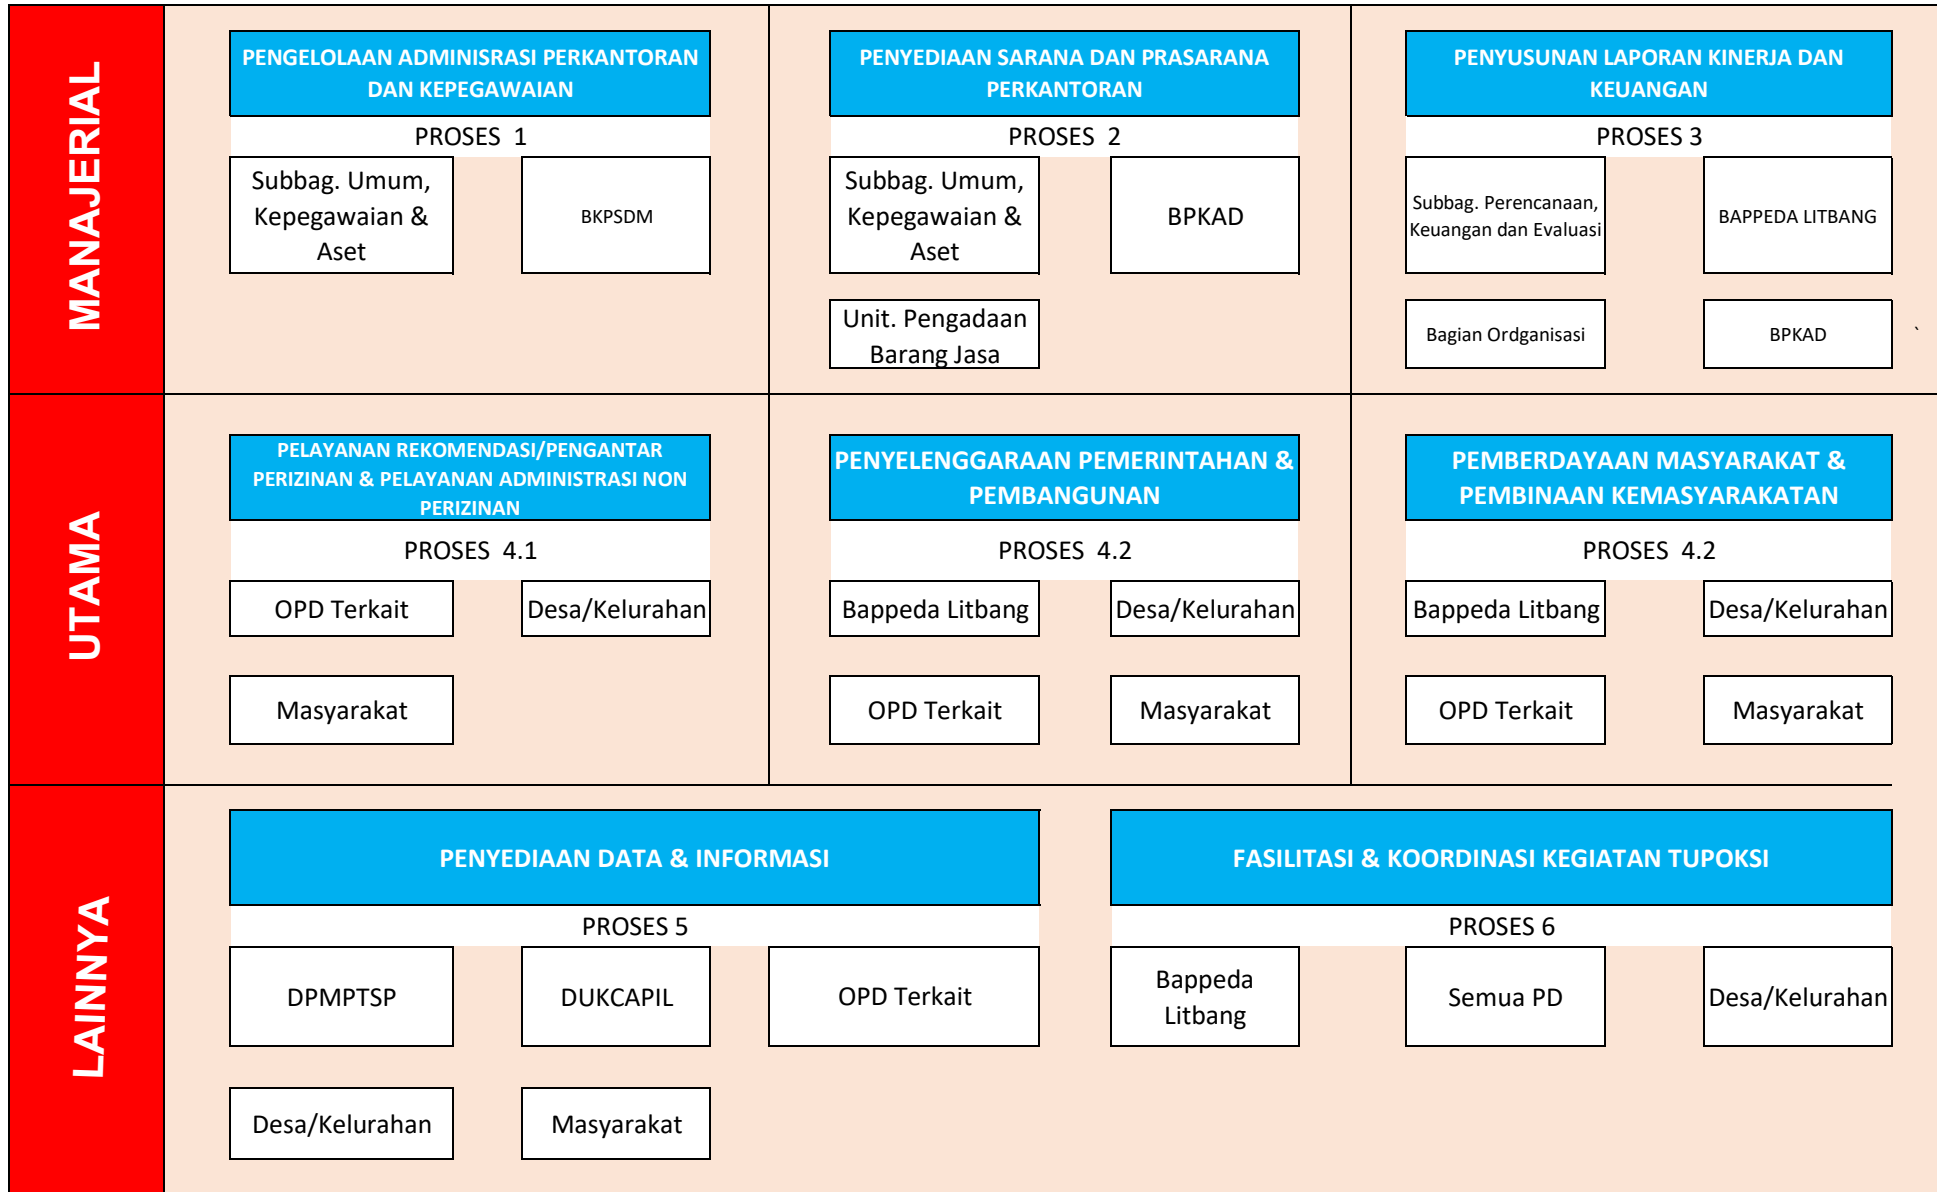 MANAJERIAL
PENGELOLAAN ADMINISRASI PERKANTORAN
DAN KEPEGAWAIAN
PROSES 1
Subbag. Umum,
Kepegawaian &
Aset
BKPSDM
PENYEDIAAN SARANA DAN PRASARANA
PERKANTORAN
PROSES 2
Subbag. Umum,
Kepegawaian &
Aset
BPKAD
Unit. Pengadaan
Barang Jasa
PENYUSUNAN LAPORAN KINERJA DAN
KEUANGAN
PROSES 3
Subbag. Perencanaan,
Keuangan dan Evaluasi
BAPPEDA LITBANG
Bagian Ordganisasi
BPKAD
`
UTAMA
PELAYANAN REKOMENDASI/PENGANTAR
PERIZINAN & PELAYANAN ADMINISTRASI NON
PERIZINAN
PROSES 4.1
OPD Terkait
Desa/Kelurahan
Masyarakat
PENYELENGGARAAN PEMERINTAHAN &
PEMBANGUNAN
PROSES 4.2
Bappeda Litbang
Desa/Kelurahan
OPD Terkait
Masyarakat
PEMBERDAYAAN MASYARAKAT &
PEMBINAAN KEMASYARAKATAN
PROSES 4.2
Bappeda Litbang
Desa/Kelurahan
OPD Terkait
Masyarakat
LAINNYA
PENYEDIAAN DATA & INFORMASI
PROSES 5
DPMPTSP
DUKCAPIL
OPD Terkait
Desa/Kelurahan
Masyarakat
FASILITASI & KOORDINASI KEGIATAN TUPOKSI
PROSES 6
Bappeda
Litbang
Semua PD
Desa/Kelurahan